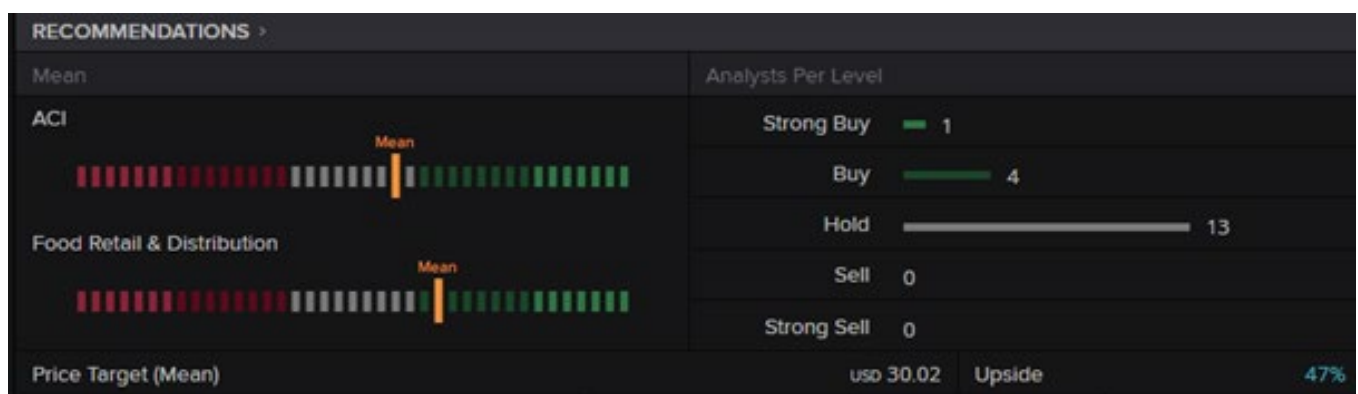 RECOMMENDATIONS >
Mean
Analysts Per Level
ACI
Mean
Food Retail & Distribution
Mean
Strong Buy 1
Buy 4
Hold 13
Sell 0
Strong Sell 0
Price Target (Mean) USD 30.02 Upside 47%